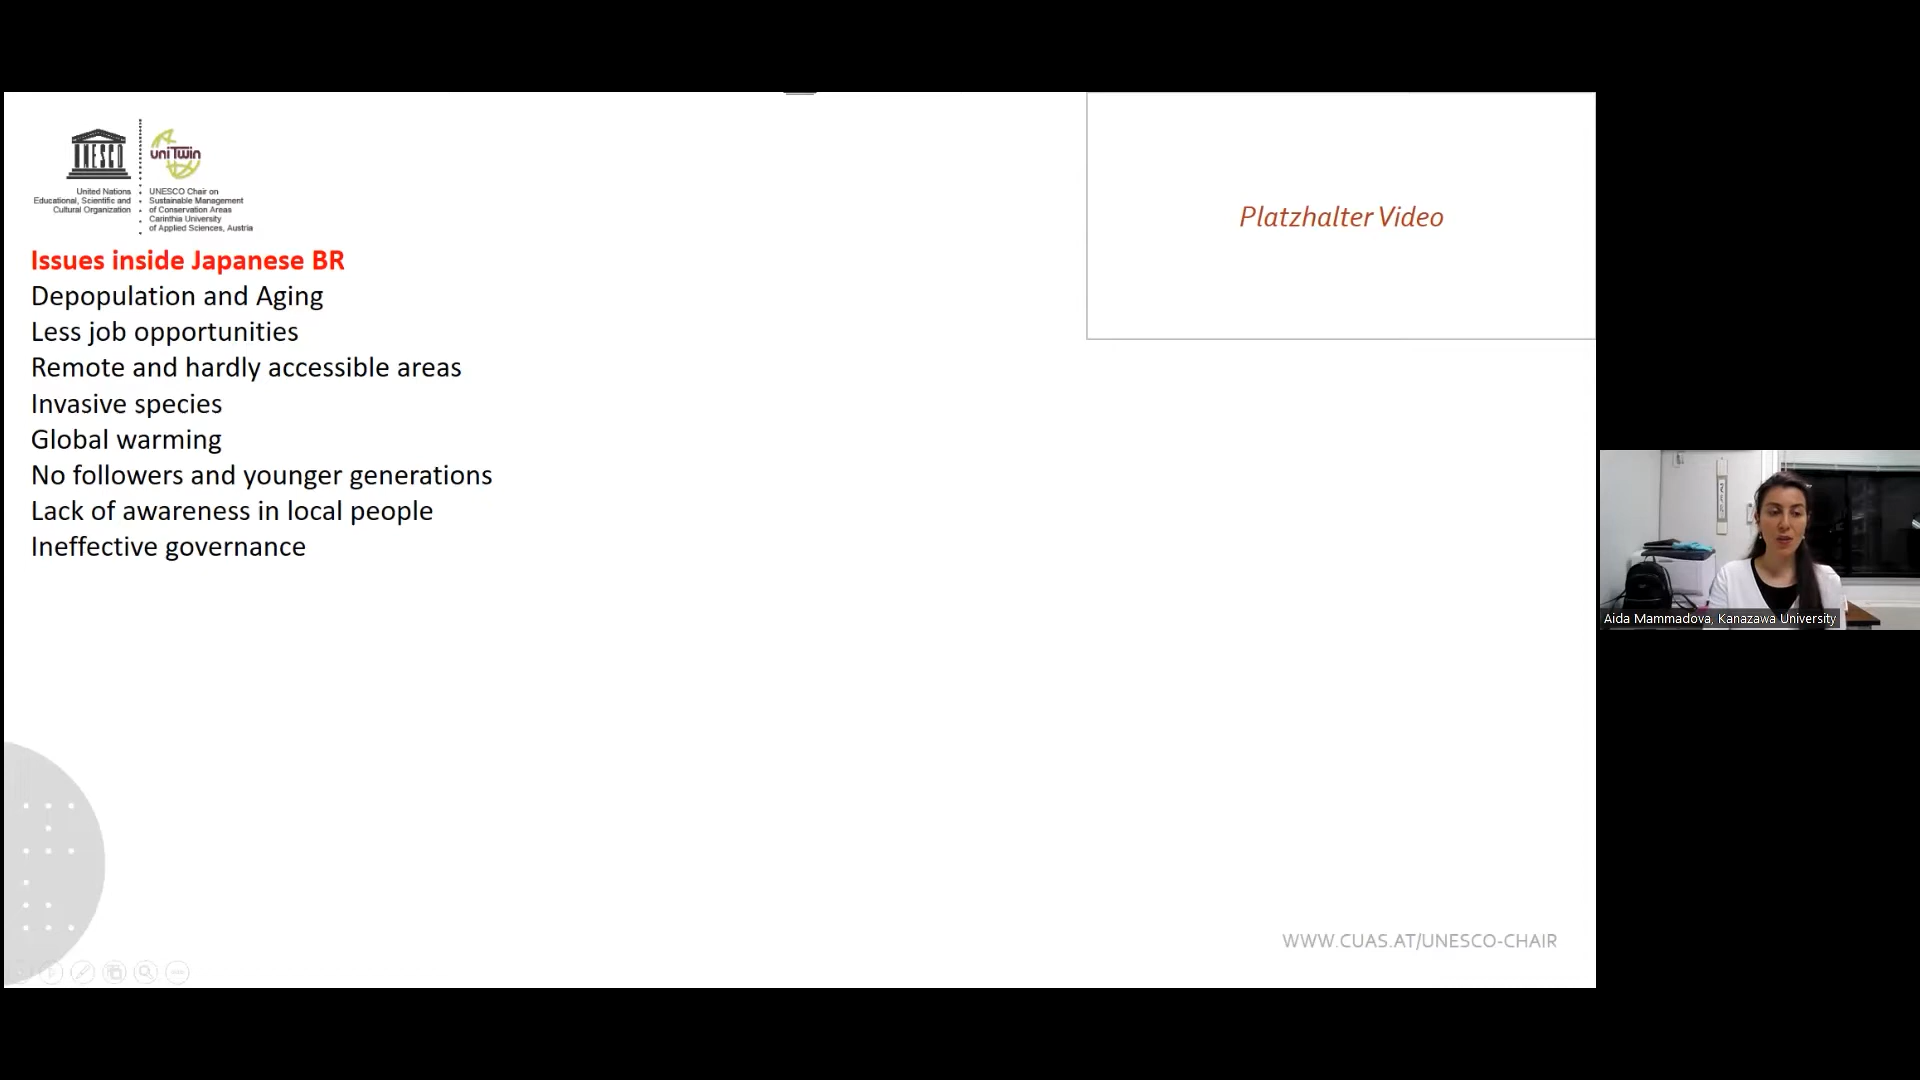 UNESCO
United Nations
Educational, Scientific and
Cultural Organization
uniTwin
UNESCO Chair on
Sustainable Management
of Conservation Areas
Carinthia University
of Applied Sciences, Austria
Issues inside Japanese BR
Depopulation and Aging
Less job opportunities
Remote and hardly accessible areas
Invasive species
Global warming
No followers and younger generations
Lack of awareness in local people
Ineffective governance
Platzhalter Video
WWW.CUAS.AT/UNESCO-CHAIR
Aida Mammadova, Kanazawa University